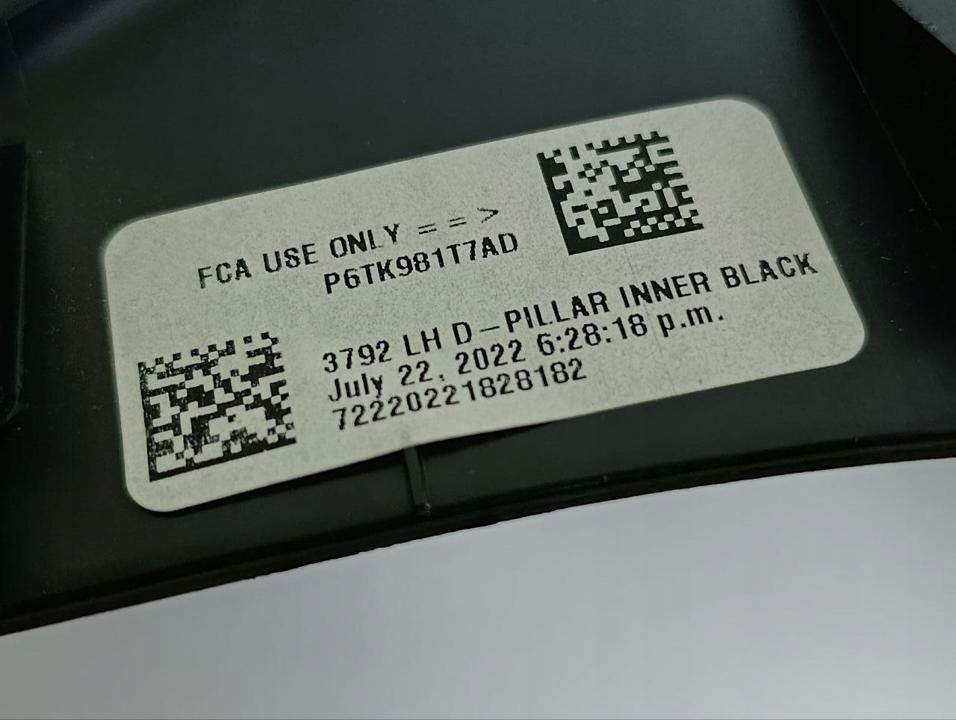 FCA USE ONLY = = >
P6TK981T7AD
3792 LH D-PILLAR INNER BLACK
July 22, 2022 6:28:18 p.m.
72220221828182